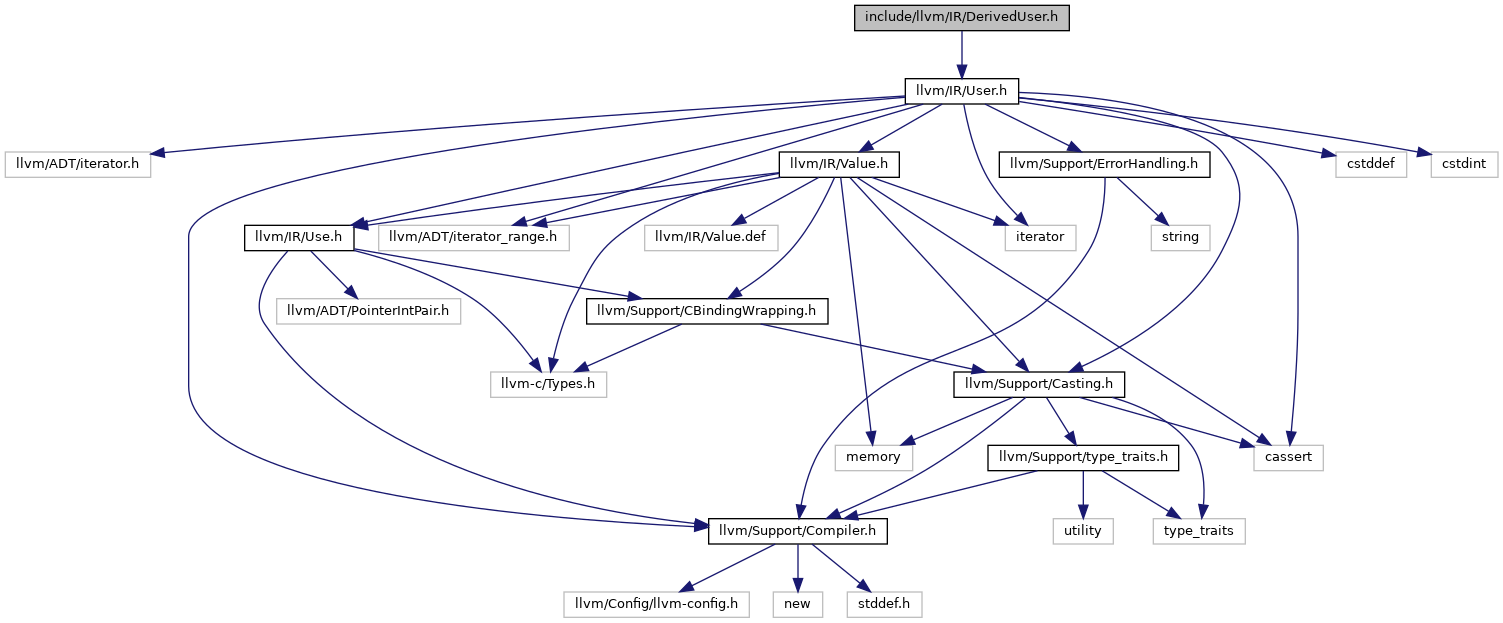 include/llvm/IR/DerivedUser.h
llvm/IR/User.h
llvm/ADT/iterator.h
llvm/IR/Value.h
llvm/Support/ErrorHandling.h
cstddef
cstdint
llvm/IR/Use.h
llvm/ADT/iterator_range.h
llvm/IR/Value.def
iterator
string
llvm/ADT/PointerIntPair.h
llvm/Support/CBindingWrapping.h
llvm-c/Types.h
llvm/Support/Casting.h
memory
llvm/Support/type_traits.h
cassert
llvm/Support/Compiler.h
utility
type_traits
llvm/Config/llvm-config.h
new
stddef.h